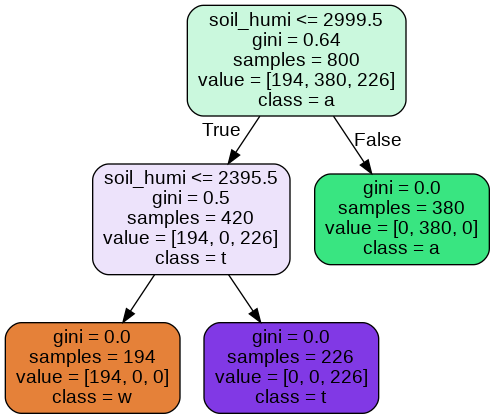 soil_humi <= 2999.5
gini = 0.64
samples = 800
value = [194, 380, 226]
class = a
True
False
soil_humi <= 2395.5
gini = 0.5
samples = 420
value = [194, 0, 226]
class = t
gini = 0.0
samples = 380
value = [0, 380, 0]
class = a
gini = 0.0
samples = 194
value = [194, 0, 0]
class = w
gini = 0.0
samples = 226
value = [0, 0, 226]
class = t